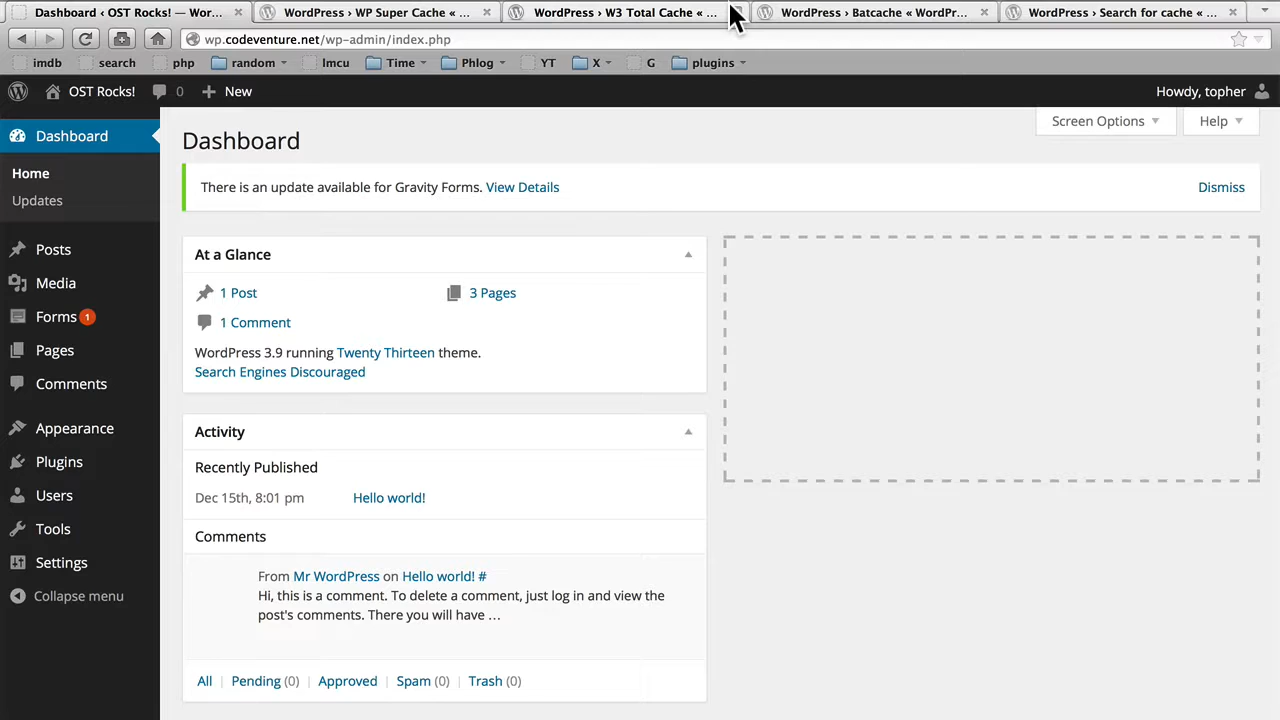 Dashboard ‹ OST Rocks! — Wor...
WordPress › WP Super Cache « ...
WordPress › W3 Total Cache « ...
WordPress › Batcache « WordPr...
WordPress › Search for cache « ...
wp.codeventure.net/wp-admin/index.php
imdb
search
php
random
lmcu
Time
Phlog
YT
X
G
plugins
OST Rocks!
0
New
Howdy, topher
Dashboard
Home
Updates
Posts
Media
Forms 1
Pages
Comments
Appearance
Plugins
Users
Tools
Settings
Collapse menu
Screen Options
Help
Dashboard
There is an update available for Gravity Forms. View Details
Dismiss
At a Glance
1 Post
3 Pages
1 Comment
WordPress 3.9 running Twenty Thirteen theme.
Search Engines Discouraged
Activity
Recently Published
Dec 15th, 8:01 pm
Hello world!
Comments
From Mr WordPress on Hello world! #
Hi, this is a comment. To delete a comment, just log in and view the
post's comments. There you will have …
All | Pending (0) | Approved | Spam (0) | Trash (0)